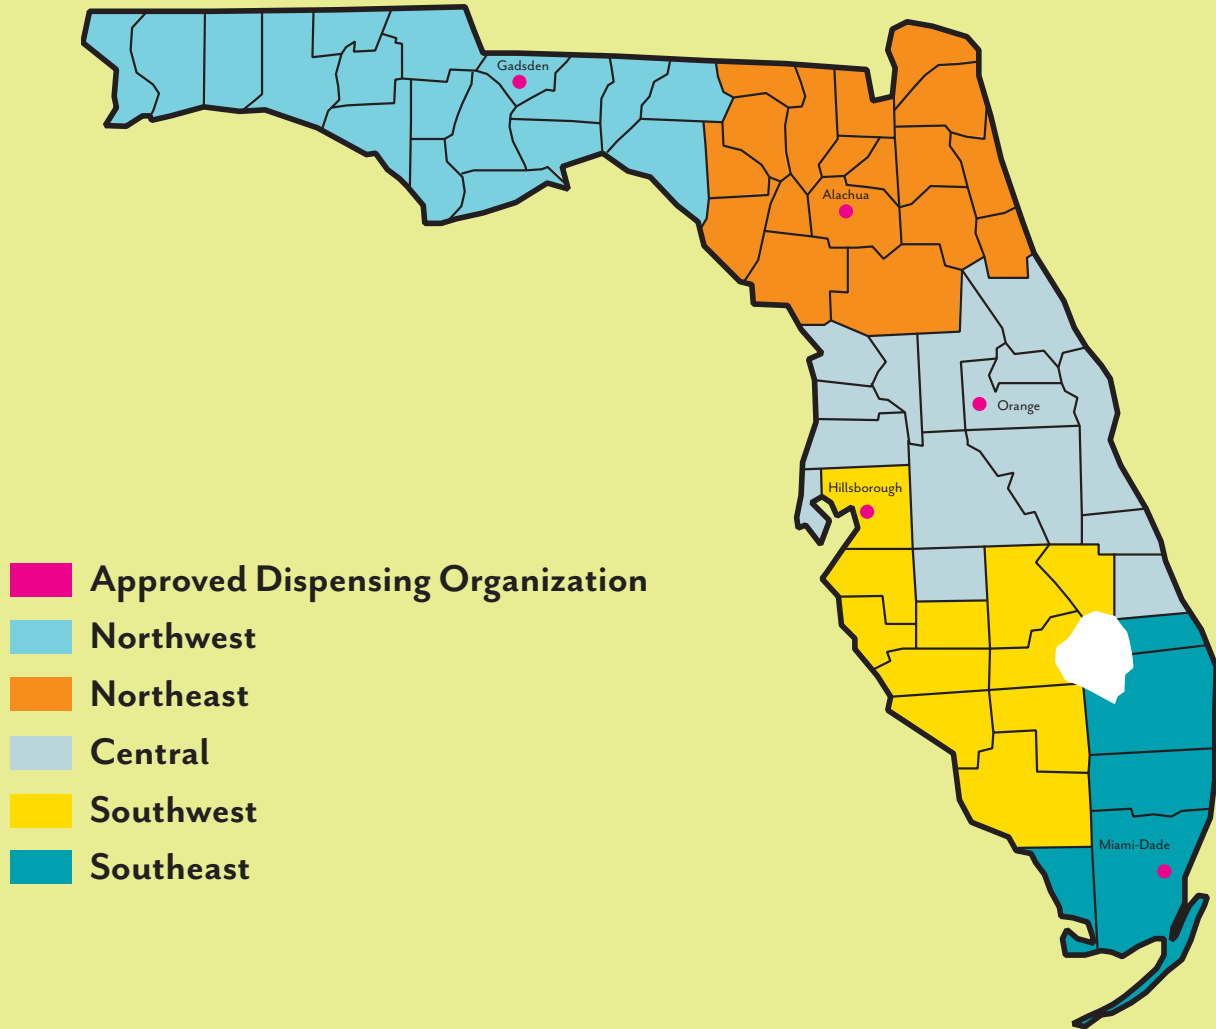 Gadsden
Alachua
Orange
Hillsborough
Approved Dispensing Organization
Northwest
Northeast
Central
Southwest
Southeast
Miami-Dade